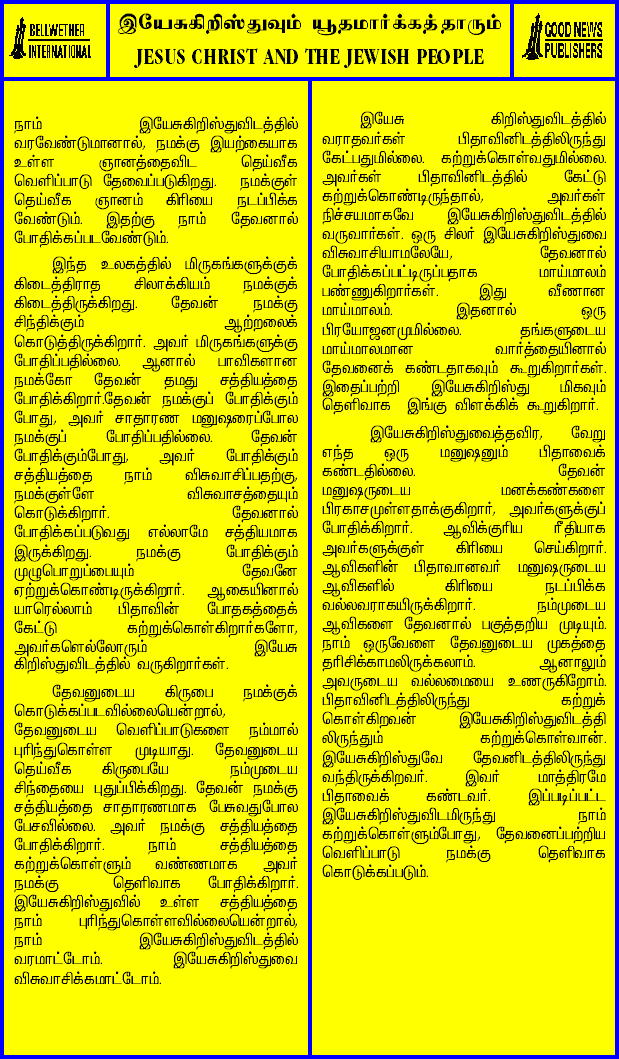 BELLWETHER
INTERNATIONAL
இயேசுகிறிஸ்துவும் யூதமார்க்கத்தாரும்
JESUS CHRIST AND THE JEWISH PEOPLE
GOOD NEWS
PUBLISHERS
நாம் இயேசுகிறிஸ்துவிடத்தில்
வரவேண்டுமானால், நமக்கு இயற்கையாக
உள்ள ஞானத்தைவிட தெய்வீக
வெளிப்பாடு தேவைப்படுகிறது. நமக்குள்
தெய்வீக ஞானம் கிரியை நடப்பிக்க
வேண்டும். இதற்கு நாம் தேவனால்
போதிக்கப்படவேண்டும்.
இந்த உலகத்தில் மிருகங்களுக்குக்
கிடைத்திராத சிலாக்கியம் நமக்குக்
கிடைத்திருக்கிறது. தேவன் நமக்கு
சிந்திக்கும் ஆற்றலைக்
கொடுத்திருக்கிறார். அவர் மிருகங்களுக்கு
போதிப்பதில்லை. ஆனால் பாவிகளான
நமக்கோ தேவன் தமது சத்தியத்தை
போதிக்கிறார்.தேவன் நமக்குப் போதிக்கும்
போது, அவர் சாதாரண மனுஷரைப்போல
நமக்குப் போதிப்பதில்லை. தேவன்
போதிக்கும்போது, அவர் போதிக்கும்
சத்தியத்தை நாம் விசுவாசிப்பதற்கு,
நமக்குள்ளே விசுவாசத்தையும்
கொடுக்கிறார். தேவனால்
போதிக்கப்படுவது எல்லாமே சத்தியமாக
இருக்கிறது. நமக்கு போதிக்கும்
முழுபொறுப்பையும் தேவனே
ஏற்றுக்கொண்டிருக்கிறார். ஆகையினால்
யாரெல்லாம் பிதாவின் போதகத்தைக்
கேட்டு கற்றுக்கொள்கிறார்களோ,
அவர்களெல்லோரும் இயேசு
கிறிஸ்துவிடத்தில் வருகிறார்கள்.
தேவனுடைய கிருபை நமக்குக்
கொடுக்கப்படவில்லையென்றால்,
தேவனுடைய வெளிப்பாடுகளை நம்மால்
புரிந்துகொள்ள முடியாது. தேவனுடைய
தெய்வீக கிருபையே நம்முடைய
சிந்தையை புதுப்பிக்கிறது. தேவன் நமக்கு
சத்தியத்தை சாதாரணமாக பேசுவதுபோல
பேசவில்லை. அவர் நமக்கு சத்தியத்தை
போதிக்கிறார். நாம் சத்தியத்தை
கற்றுக்கொள்ளும் வண்ணமாக அவர்
நமக்கு தெளிவாக போதிக்கிறார்.
இயேசுகிறிஸ்துவில் உள்ள சத்தியத்தை
நாம் புரிந்துகொள்ளவில்லையென்றால்,
நாம் இயேசுகிறிஸ்துவிடத்தில்
வரமாட்டோம். இயேசுகிறிஸ்துவை
விசுவாசிக்கமாட்டோம்.
இயேசு கிறிஸ்துவிடத்தில்
வராதவர்கள் பிதாவினிடத்திலிருந்து
கேட்பதுமில்லை. கற்றுக்கொள்வதுமில்லை.
அவர்கள் பிதாவினிடத்தில் கேட்டு
கற்றுக்கொண்டிருந்தால், அவர்கள்
நிச்சயமாகவே இயேசுகிறிஸ்துவிடத்தில்
வருவார்கள். ஒரு சிலர் இயேசுகிறிஸ்துவை
விசுவாசியாமலேயே, தேவனால்
போதிக்கப்பட்டிருப்பதாக மாய்மாலம்
பண்ணுகிறார்கள். இது வீணான
மாய்மாலம். இதனால் ஒரு
பிரயோஜனமுமில்லை. தங்களுடைய
மாய்மாலமான வார்த்தையினால்
தேவனைக் கண்டதாகவும் கூறுகிறார்கள்.
இதைப்பற்றி இயேசுகிறிஸ்து மிகவும்
தெளிவாக இங்கு விளக்கிக் கூறுகிறார்.
இயேசுகிறிஸ்துவைத்தவிர, வேறு
எந்த ஒரு மனுஷனும் பிதாவைக்
கண்டதில்லை. தேவன்
மனுஷருடைய மனக்கண்களை
பிரகாசமுள்ளதாக்குகிறார், அவர்களுக்குப்
போதிக்கிறார். ஆவிக்குரிய ரீதியாக
அவர்களுக்குள் கிரியை செய்கிறார்.
ஆவிகளின் பிதாவானவர் மனுஷருடைய
ஆவிகளில் கிரியை நடப்பிக்க
வல்லவராகயிருக்கிறார். நம்முடைய
ஆவிகளை தேவனால் பகுத்தறிய முடியும்.
நாம் ஒருவேளை தேவனுடைய முகத்தை
தரிசிக்காமலிருக்கலாம். ஆனாலும்
அவருடைய வல்லமையை உணருகிறோம்.
பிதாவினிடத்திலிருந்து கற்றுக்
கொள்கிறவன் இயேசுகிறிஸ்துவிடத்தி
லிருந்தும் கற்றுக்கொள்வான்.
இயேசுகிறிஸ்துவே தேவனிடத்திலிருந்து
வந்திருக்கிறவர். இவர் மாத்திரமே
பிதாவைக் கண்டவர். இப்படிப்பட்ட
இயேசுகிறிஸ்துவிடமிருந்து நாம்
கற்றுக்கொள்ளும்போது, தேவனைப்பற்றிய
வெளிப்பாடு நமக்கு தெளிவாக
கொடுக்கப்படும்.